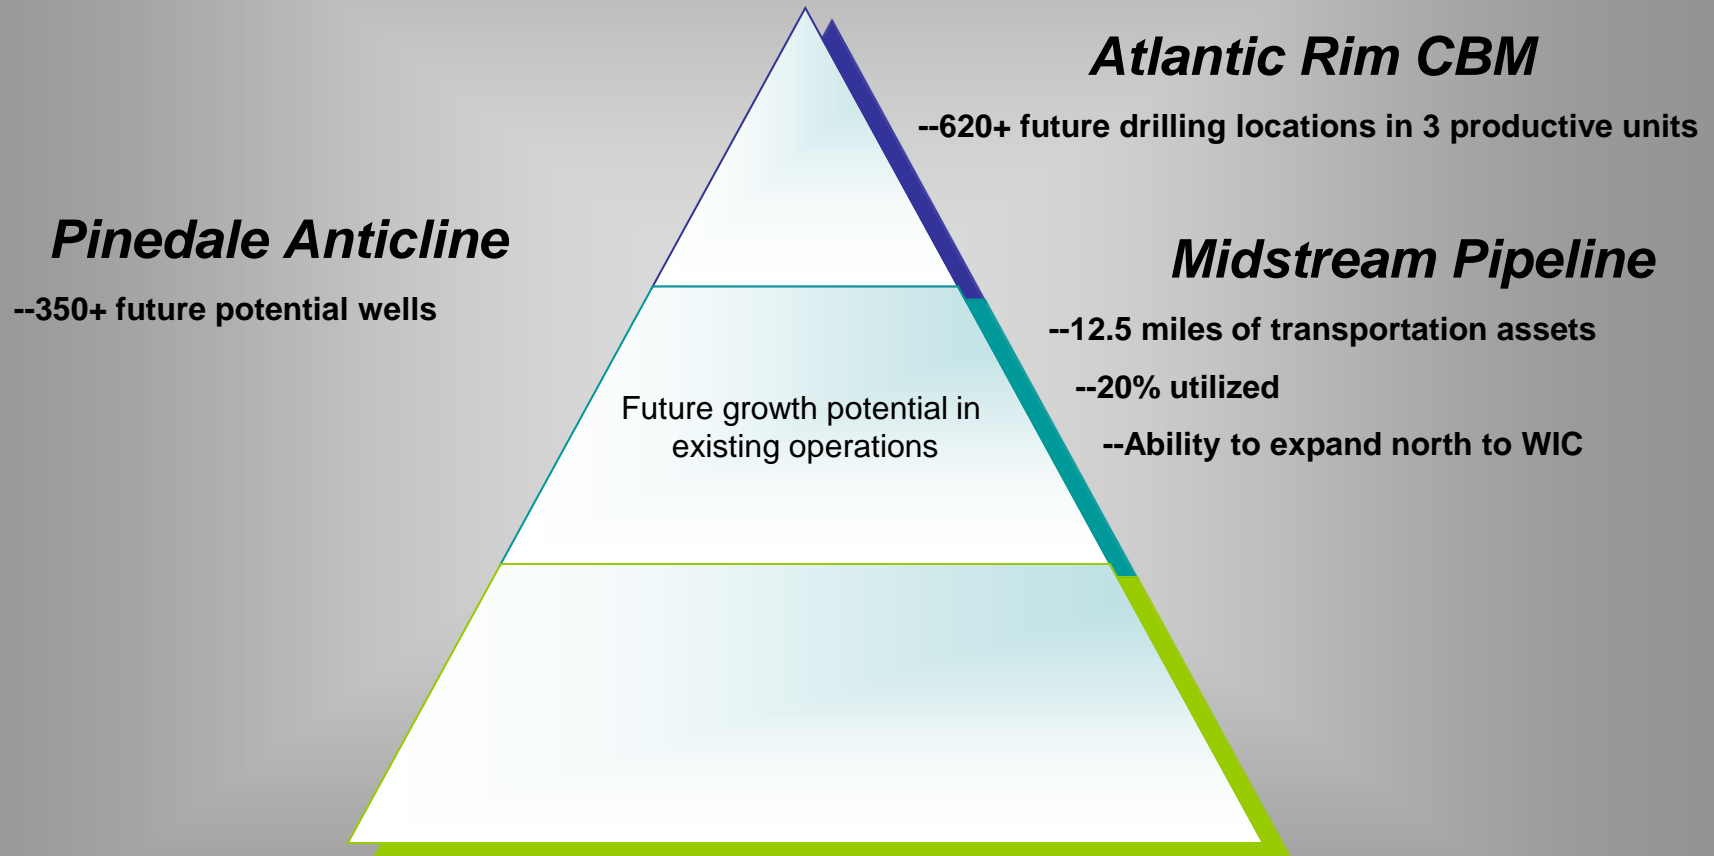 Atlantic Rim CBM
--620+ future drilling locations in 3 productive units
Pinedale Anticline
--350+ future potential wells
Midstream Pipeline
--12.5 miles of transportation assets
--20% utilized
--Ability to expand north to WIC
Future growth potential in
existing operations